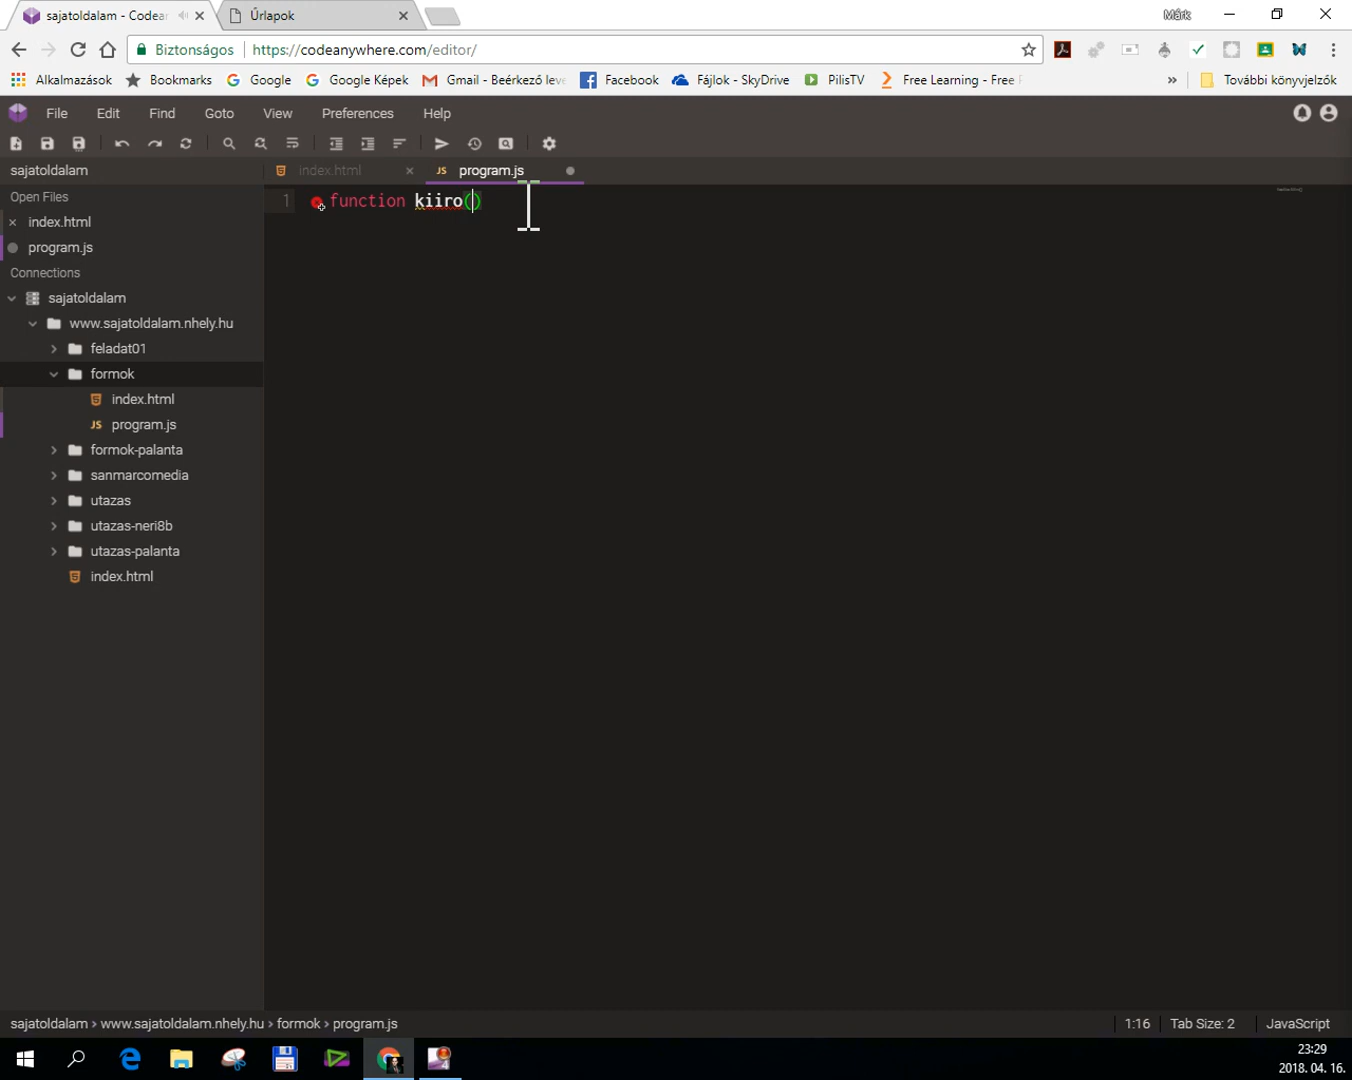 sajatoldalam - Codean
Űrlapok
Márk
Biztonságos
https://codeanywhere.com/editor/
Alkalmazások
Bookmarks
Google
Google Képek
Gmail - Beérkező leve
Facebook
Fájlok - SkyDrive
PilisTV
Free Learning - Free
»
További könyvjelzők
File
Edit
Find
Goto
View
Preferences
Help
sajatoldalam
index.html
JS program.js
Open Files
index.html
program.js
Connections
sajatoldalam
www.sajatoldalam.nhely.hu
feladat01
formok
index.html
JS program.js
formok-palanta
sanmarcomedia
utazas
utazas-neri8b
utazas-palanta
index.html
1 function kiiro()
sajatoldalam › www.sajatoldalam.nhely.hu › formok › program.js
1:16
Tab Size: 2
JavaScript
23:29
2018. 04. 16.